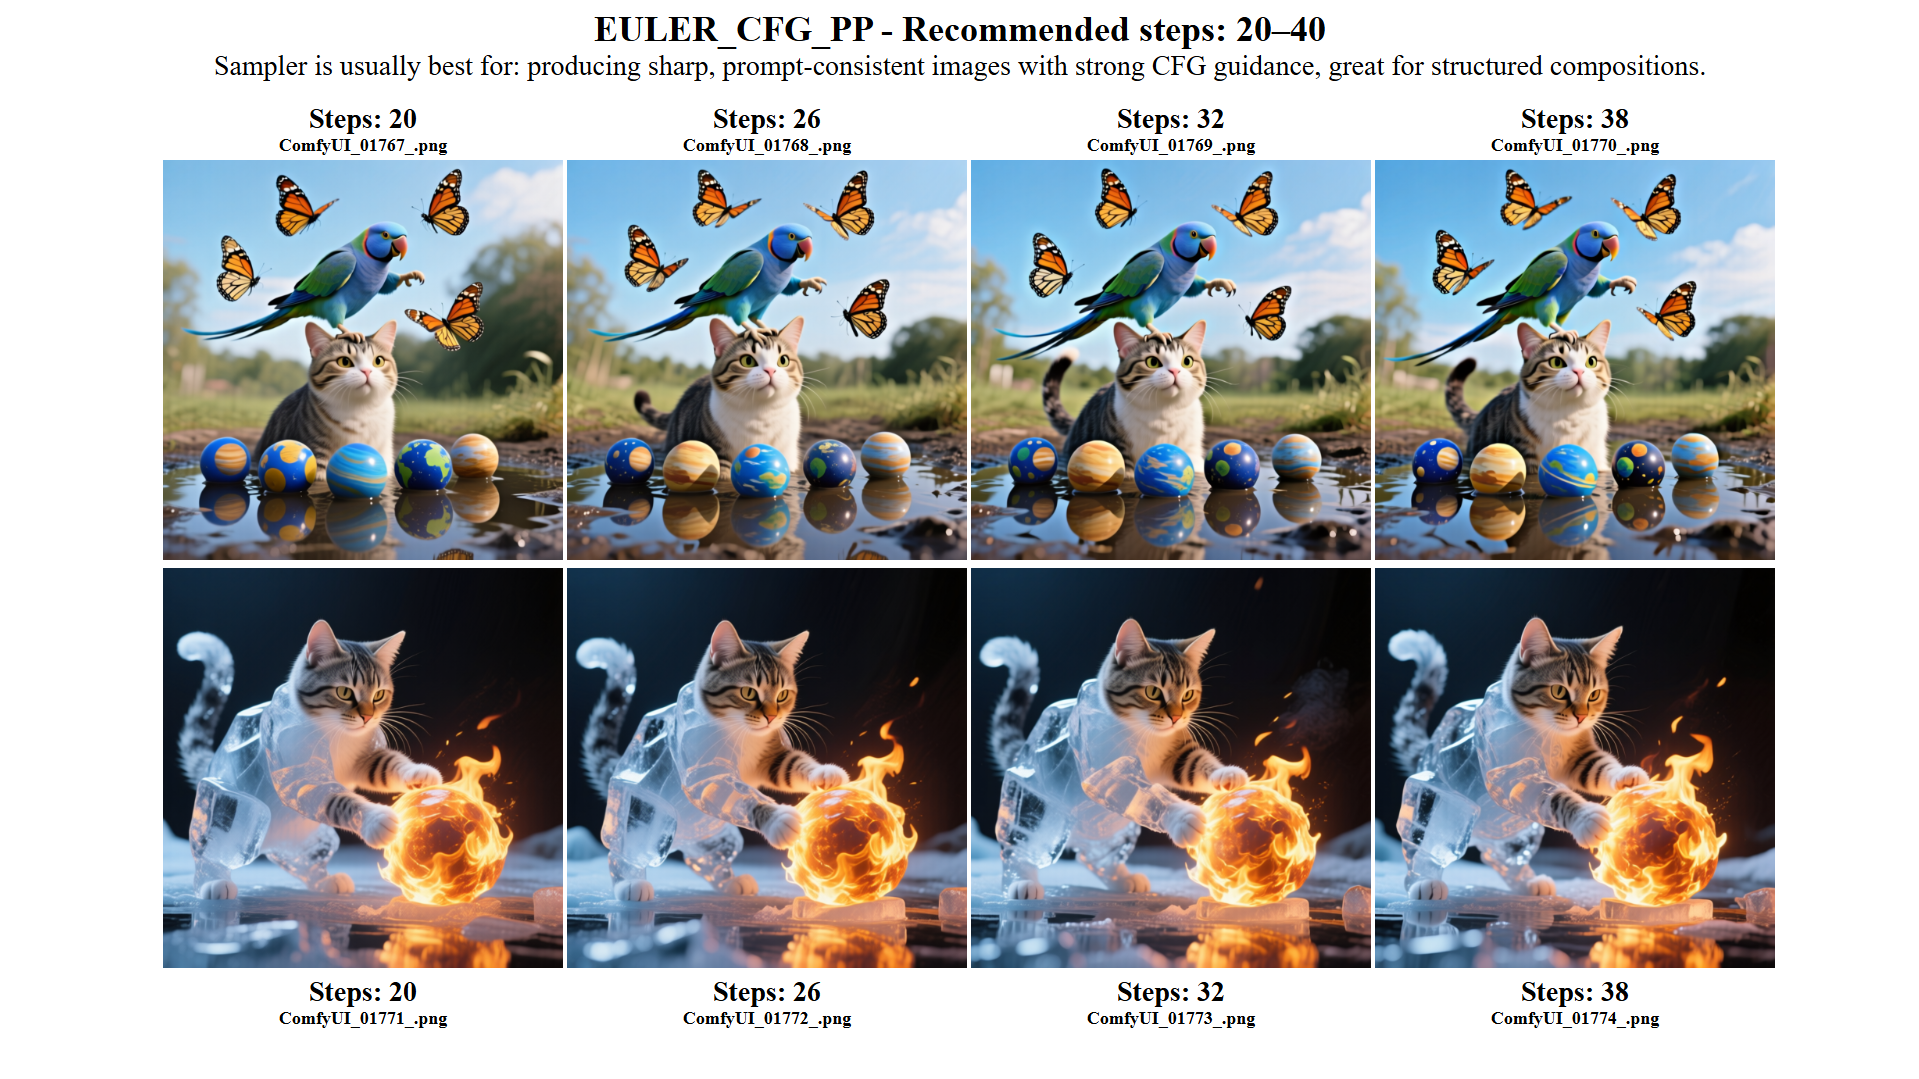 EULER_CFG_PP - Recommended steps: 20–40
Sampler is usually best for: producing sharp, prompt-consistent images with strong CFG guidance, great for structured compositions.
Steps: 20
ComfyUI_01767_.png
Steps: 26
ComfyUI_01768_.png
Steps: 32
ComfyUI_01769_.png
Steps: 38
ComfyUI_01770_.png
Steps: 20
ComfyUI_01771_.png
Steps: 26
ComfyUI_01772_.png
Steps: 32
ComfyUI_01773_.png
Steps: 38
ComfyUI_01774_.png